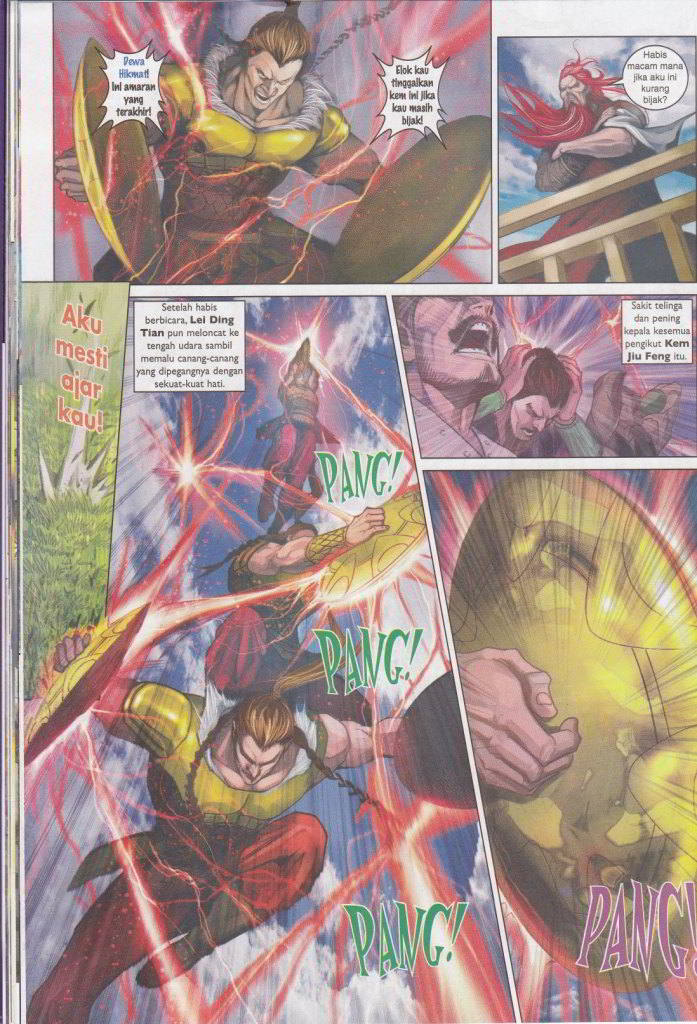 Dewa
Hikmat!
Ini amaran
yang
terakhir!
Elok kau
tinggalkan
kem ini jika
kau masih
bijak!
Habis
macam mana
jika aku ini
kurang
bijak?
Aku
mesti
ajar
kau!
Setelah habis
berbicara, Lei Ding
Tian pun meloncat ke
tengah udara sambil
memalu canang-canang
yang dipegangnya dengan
sekuat-kuat hati.
PANG!
PANG!
PANG!
Sakit telinga
dan pening
kepala kesemua
pengikut Kem
Jiu Feng itu.
PANG!